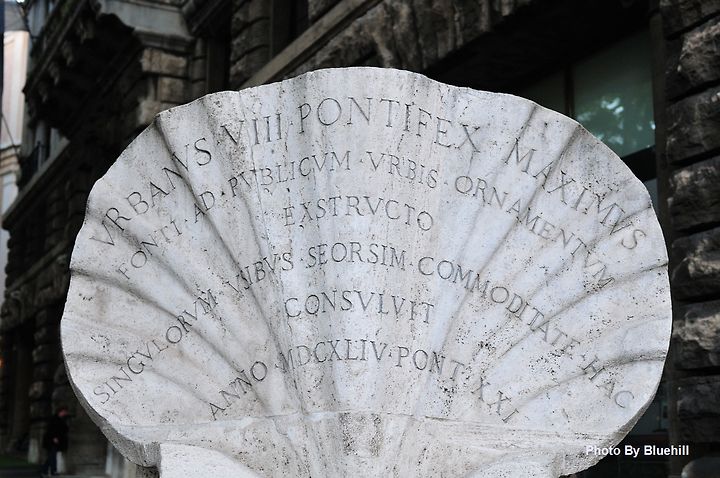 VRBANVS VIII PONTIFEX MAXIMVS
FONTI · AD · PVBLICVM · VRBIS · ORNAMENTVM
EXSTRVCTO
SINGVLORVM VSIBVS SEORSIM COMMODITATE · HAC
CONSVLVIT
ANNO · MDCXLIV · PONT · XXI
Photo By Bluehill